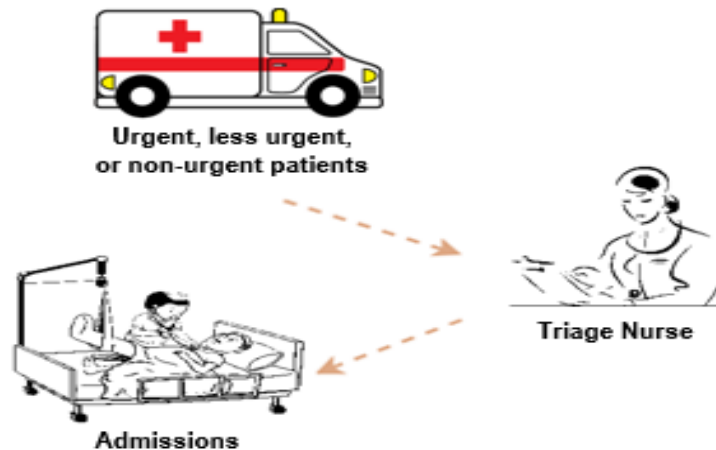 Urgent, less urgent,
or non-urgent patients
Triage Nurse
Admissions